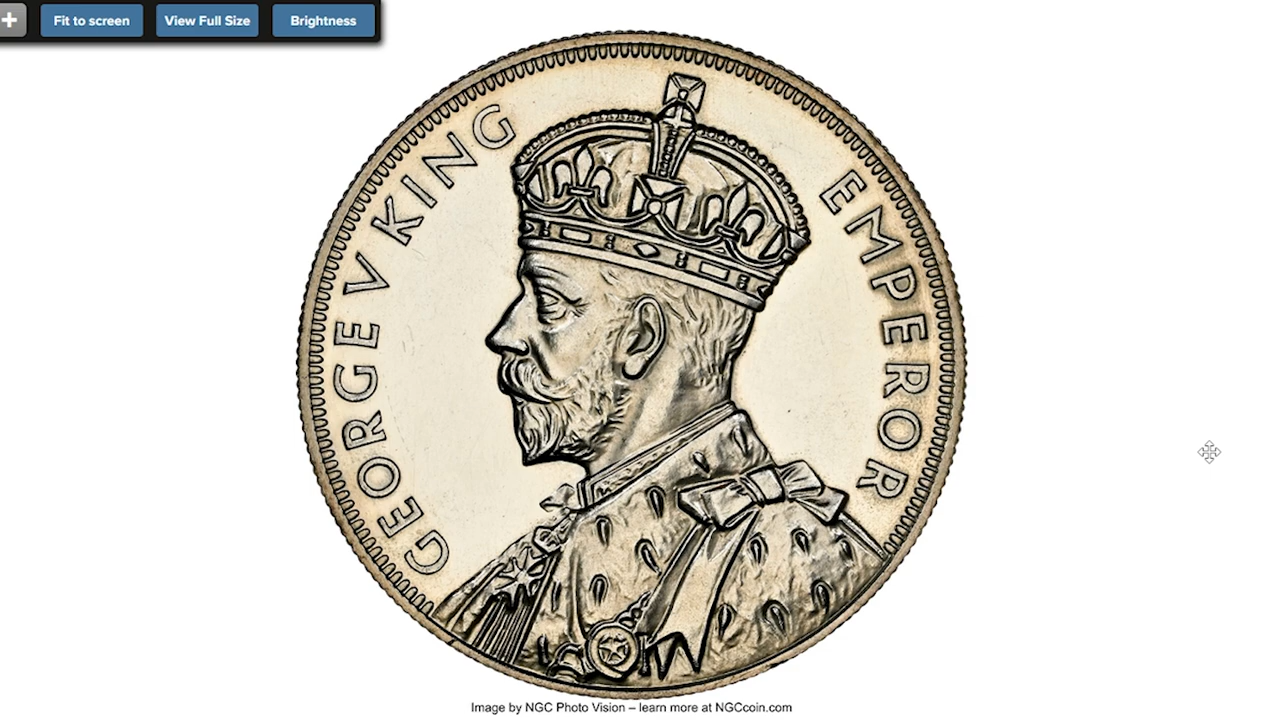 Fit to screen
View Full Size
Brightness
GEORGE V KING
EMPEROR
Image by NGC Photo Vision – learn more at NGCcoin.com